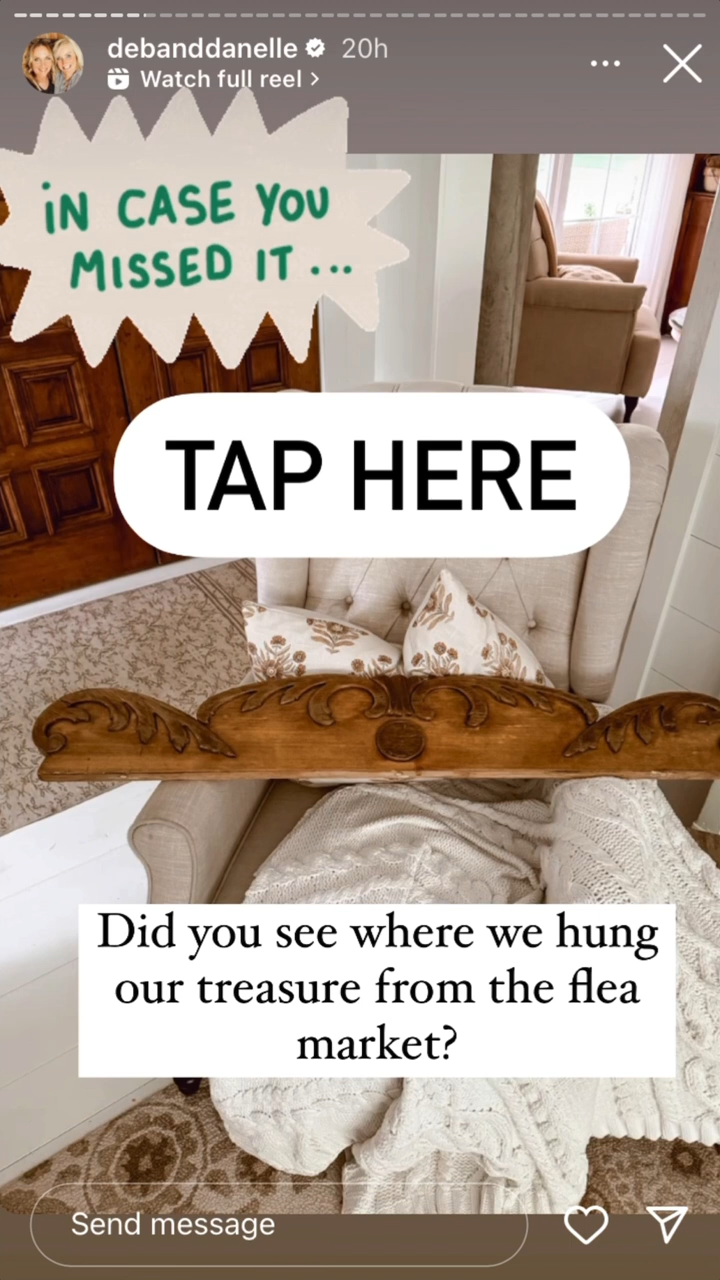 debanddanelle 20h
Watch full reel >
iN CASE YOU
MISSED IT...
TAP HERE
Did you see where we hung
our treasure from the flea
market?
Send message